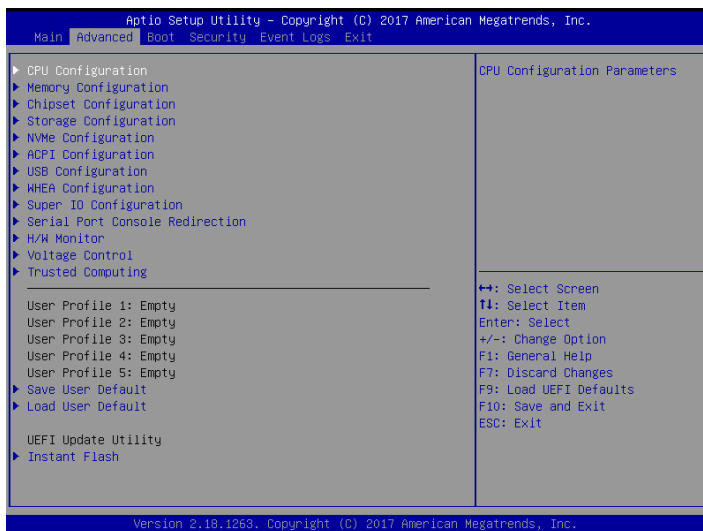 Aptio Setup Utility – Copyright (C) 2017 American Megatrends, Inc.
Main Advanced Boot Security Event Logs Exit
CPU Configuration
Memory Configuration
Chipset Configuration
Storage Configuration
NVMe Configuration
ACPI Configuration
USB Configuration
WHEA Configuration
Super IO Configuration
Serial Port Console Redirection
H/W Monitor
Voltage Control
Trusted Computing
User Profile 1: Empty
User Profile 2: Empty
User Profile 3: Empty
User Profile 4: Empty
User Profile 5: Empty
Save User Default
Load User Default
UEFI Update Utility
Instant Flash
CPU Configuration Parameters
↔: Select Screen
↑↓: Select Item
Enter: Select
+/-: Change Option
F1: General Help
F7: Discard Changes
F9: Load UEFI Defaults
F10: Save and Exit
ESC: Exit
Version 2.18.1263. Copyright (C) 2017 American Megatrends, Inc.